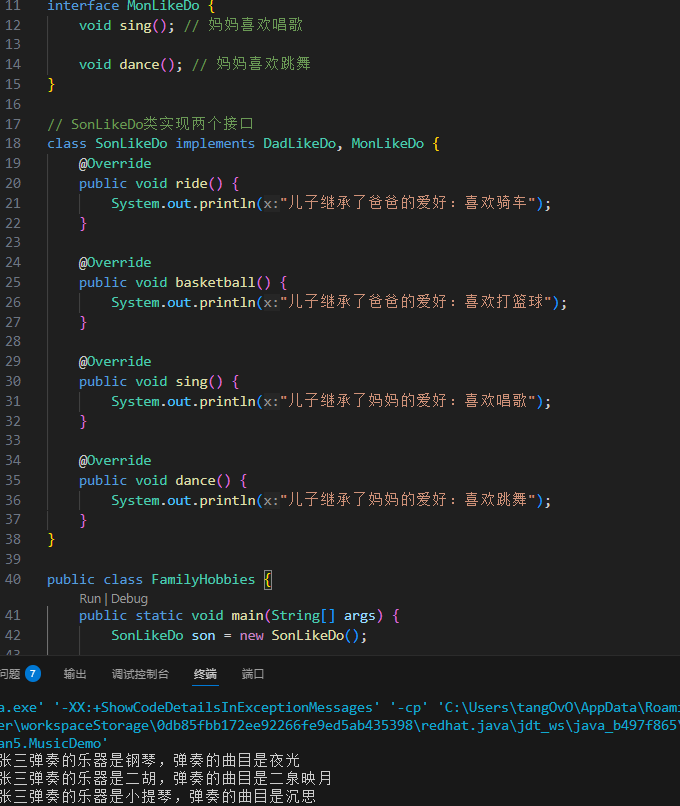 11 interface MonLikeDo {
12 void sing(); // 妈妈喜欢唱歌
13
14 void dance(); // 妈妈喜欢跳舞
15 }
16
17 // SonLikeDo类实现两个接口
18 class SonLikeDo implements DadLikeDo, MonLikeDo {
19 @Override
20 public void ride() {
21 System.out.println(x:"儿子继承了爸爸的爱好：喜欢骑车");
22 }
23
24 @Override
25 public void basketball() {
26 System.out.println(x:"儿子继承了爸爸的爱好：喜欢打篮球");
27 }
28
29 @Override
30 public void sing() {
31 System.out.println(x:"儿子继承了妈妈的爱好：喜欢唱歌");
32 }
33
34 @Override
35 public void dance() {
36 System.out.println(x:"儿子继承了妈妈的爱好：喜欢跳舞");
37 }
38 }
39
40 public class FamilyHobbies {
Run | Debug
41 public static void main(String[] args) {
42 SonLikeDo son = new SonLikeDo();
问题 7 输出 调试控制台 终端 端口
a.exe' '-XX:+ShowCodeDetailsInExceptionMessages' '-cp' 'C:\Users\tangOvO\AppData\Roami
er\workspaceStorage\0db85fbb172ee92266fe9ed5ab435398\redhat.java\jdt_ws\java_b497f865\
an5.MusicDemo'
张三弹奏的乐器是钢琴，弹奏的曲目是夜光
张三弹奏的乐器是二胡，弹奏的曲目是二泉映月
张三弹奏的乐器是小提琴，弹奏的曲目是沉思